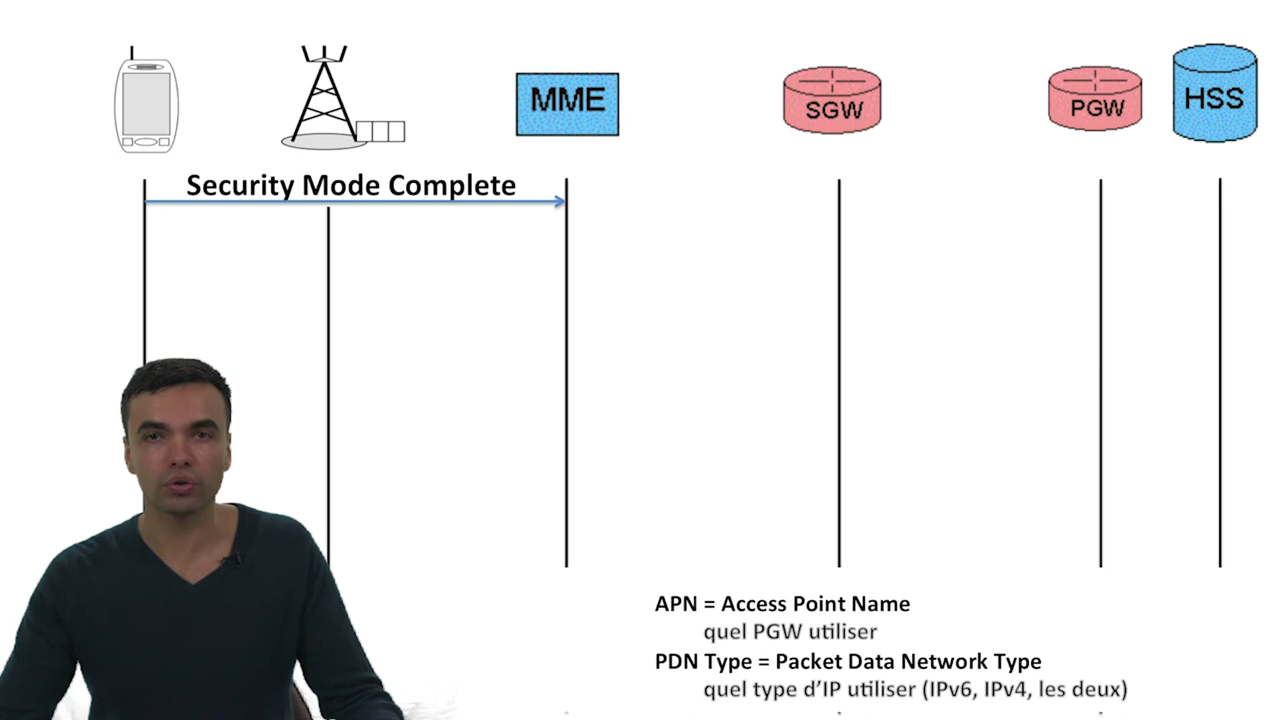 MME
SGW
PGW
HSS
Security Mode Complete
APN = Access Point Name
quel PGW utiliser
PDN Type = Packet Data Network Type
quel type d’IP utiliser (IPv6, IPv4, les deux)